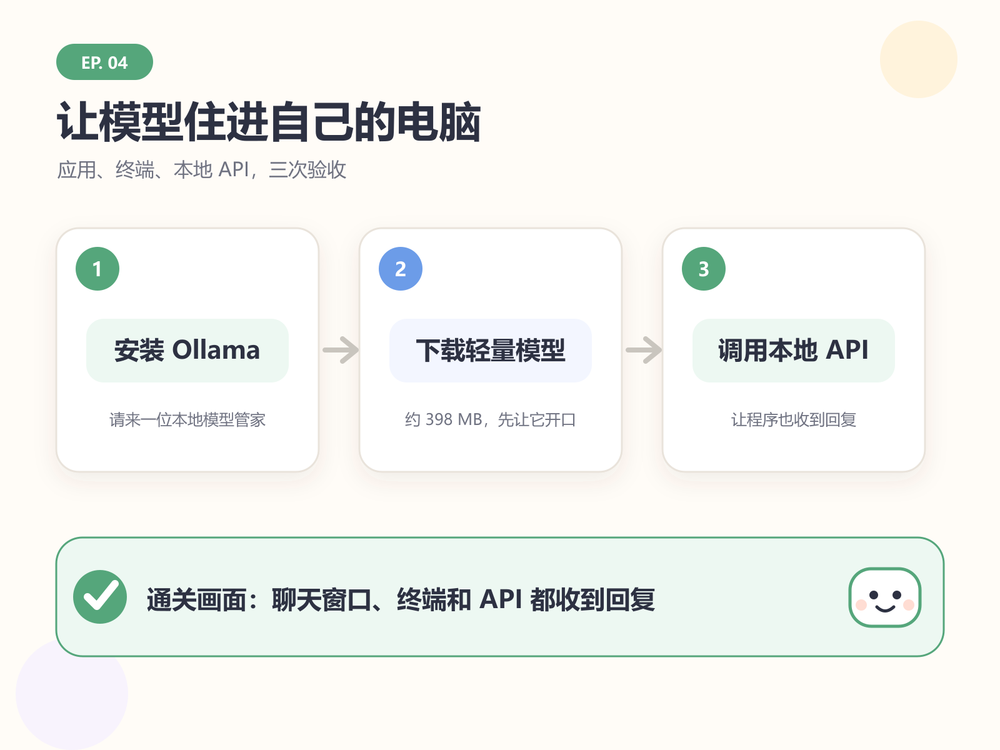 EP. 04
让模型住进自己的电脑
应用、终端、本地 API，三次验收
1
2
3
安装 Ollama
下载轻量模型
调用本地 API
请来一位本地模型管家
约 398 MB，先让它开口
让程序也收到回复
通关画面：聊天窗口、终端和 API 都收到回复